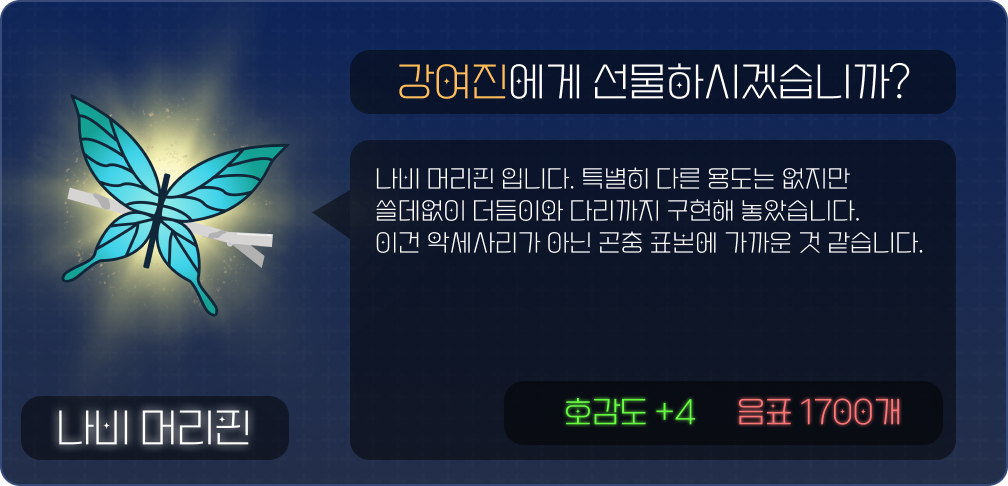 강여진에게 선물하시겠습니까?
나비 머리핀 입니다. 특별히 다른 용도는 없지만
쓸데없이 더듬이와 다리까지 구현해 놓았습니다.
이건 악세사리가 아닌 곤충 표본에 가까운 것 같습니다.
호감도 +4 음표 1700개
나비 머리핀